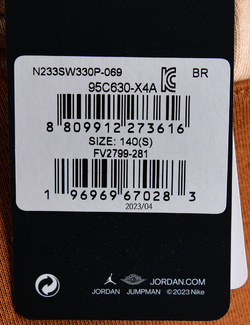 N233SW330P-069 BR
95C630-X4A
8 809912 273616
SIZE: 140(S)
FV2799-281
1 96969 67028 3
2023/04
JORDAN.COM
JORDAN JUMPMAN ©2023 Nike